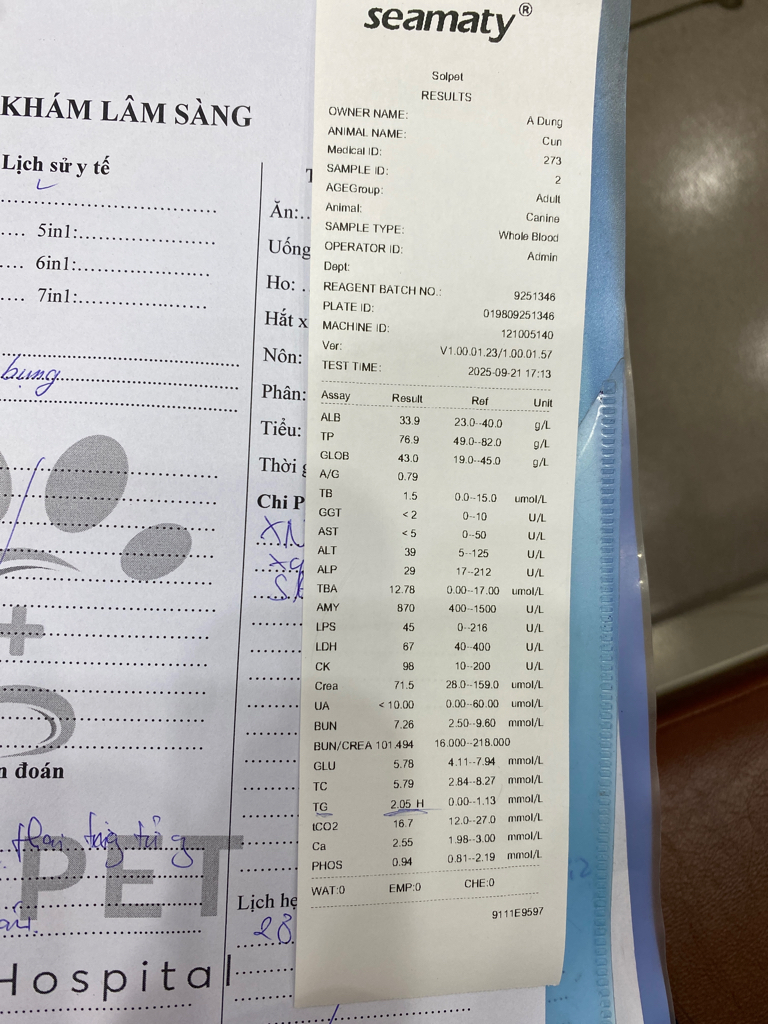 seamaty®
Solpet
RESULTS
OWNER NAME: A Dung
ANIMAL NAME: Cun
Medical ID: 273
SAMPLE ID: 2
AGEGroup: Adult
Animal: Canine
SAMPLE TYPE: Whole Blood
OPERATOR ID: Admin
Dept:
REAGENT BATCH NO.: 9251346
PLATE ID: 019809251346
MACHINE ID: 121005140
Ver: V1.00.01.23/1.00.01.57
TEST TIME: 2025-09-21 17:13
Assay Result Ref Unit
ALB 33.9 23.0--40.0 g/L
TP 76.9 49.0--82.0 g/L
GLOB 43.0 19.0--45.0 g/L
A/G 0.79
TB 1.5 0.0--15.0 umol/L
GGT <2 0--10 U/L
AST <5 0--50 U/L
ALT 39 5--125 U/L
ALP 29 17--212 U/L
TBA 12.78 0.00--17.00 umol/L
AMY 870 400--1500 U/L
LPS 45 0--216 U/L
LDH 67 40--400 U/L
CK 98 10--200 U/L
Crea 71.5 28.0--159.0 umol/L
UA <10.00 0.00--60.00 umol/L
BUN 7.26 2.50--9.60 mmol/L
BUN/CREA 101.494 16.000--218.000
GLU 5.78 4.11--7.94 mmol/L
TC 5.79 2.84--8.27 mmol/L
TG 2.05 H 0.00--1.13 mmol/L
tCO2 16.7 12.0--27.0 mmol/L
Ca 2.55 1.98--3.00 mmol/L
PHOS 0.94 0.81--2.19 mmol/L
WAT:0 EMP:0 CHE:0
9111E9597
KHÁM LÂM SÀNG
Lịch sử y tế
5in1:
6in1:
7in1:
bụng
đoán
PET
Hospital
Ăn:
Uống
Ho:
Hắt x
Nôn:
Phân:
Tiểu:
Thời
Chi P
XN
Lịch hẹ
28